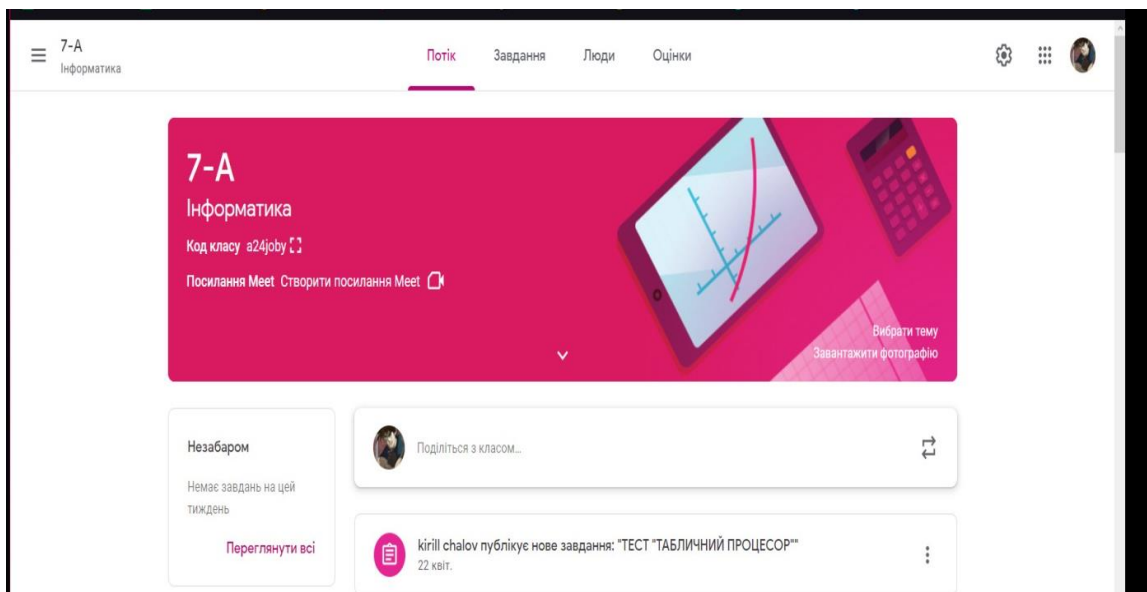 7-А
Інформатика
Потік Завдання Люди Оцінки
7-А
Інформатика
Код класу a24joby
Посилання Meet Створити посилання Meet
Вибрати тему
Завантажити фотографію
Незабаром
Немає завдань на цей
тиждень
Переглянути всі
Поділіться з класом...
kirill chalov публікує нове завдання: "ТЕСТ "ТАБЛИЧНИЙ ПРОЦЕСОР""
22 квіт.